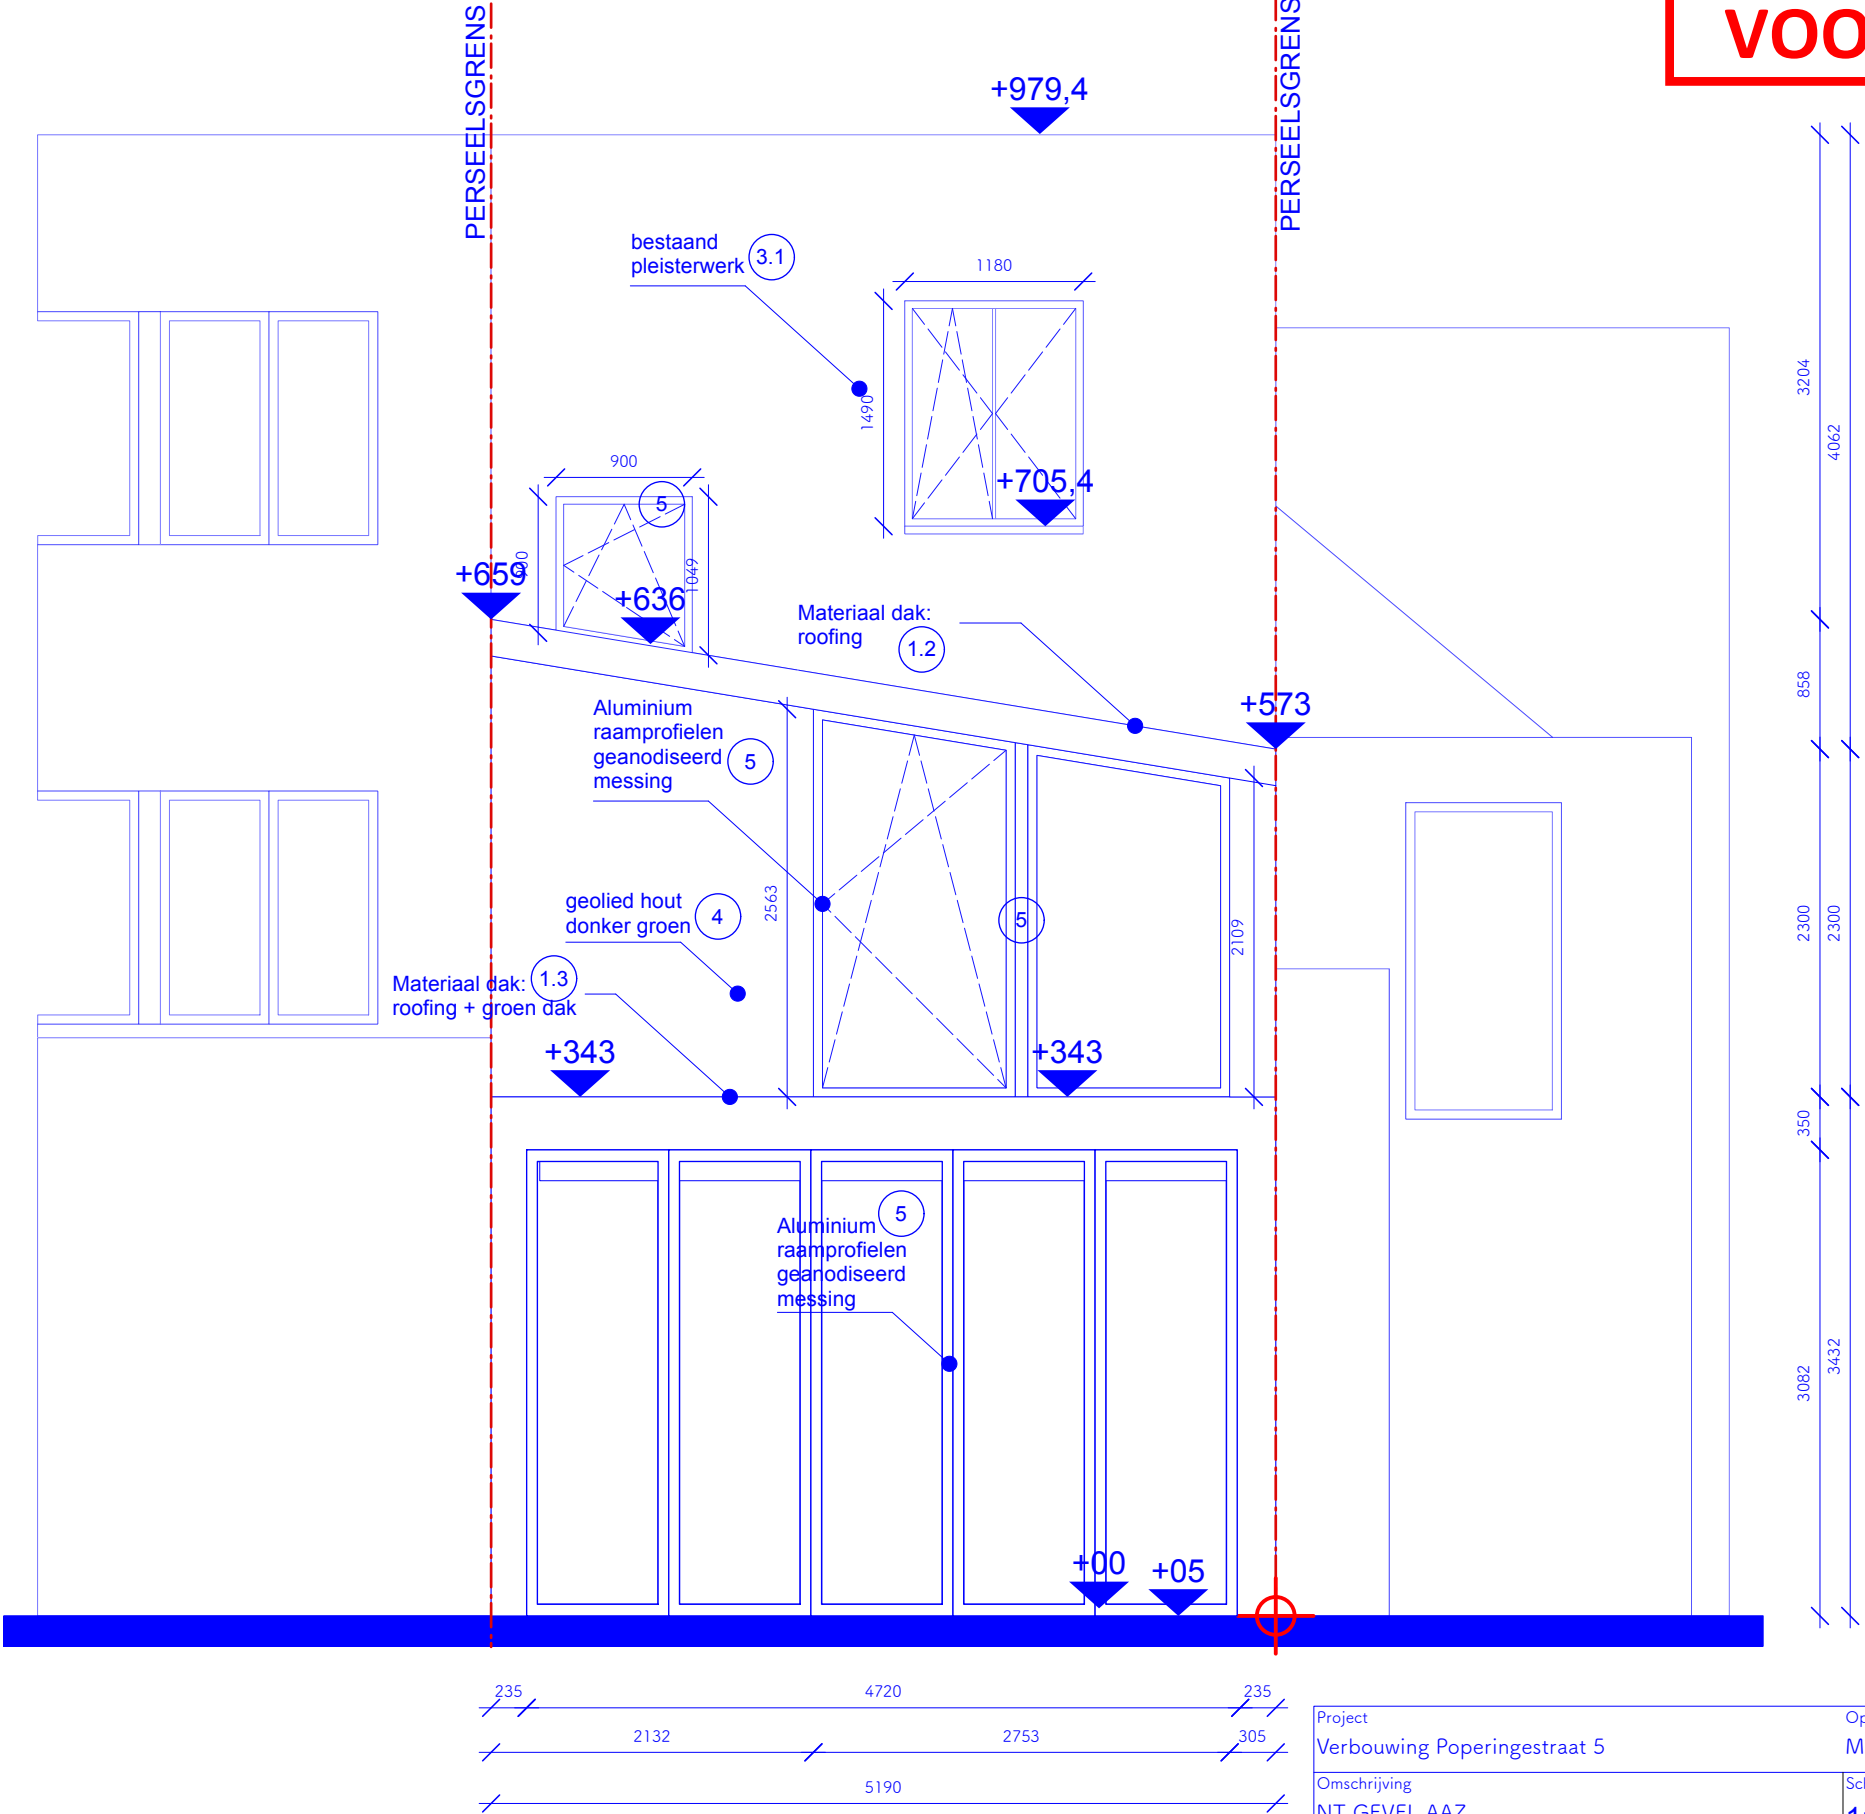 PERSEELSGRENS
PERSEELSGRENS
+979,4
bestaand
pleisterwerk
3.1
1180
1490
+705,4
900
5
900
1049
+659
+636
Materiaal dak:
roofing
1.2
+573
Aluminium
raamprofielen
geanodiseerd
messing
5
geolied hout
donker groen
4
2563
5
2109
Materiaal dak:
roofing + groen dak
1.3
+343
+343
Aluminium
raamprofielen
geanodiseerd
messing
5
+00
+05
3204
4062
858
2300
2300
350
3082
3432
235
4720
235
2132
2753
305
5190
Project
Verbouwing Poperingestraat 5
Omschrijving